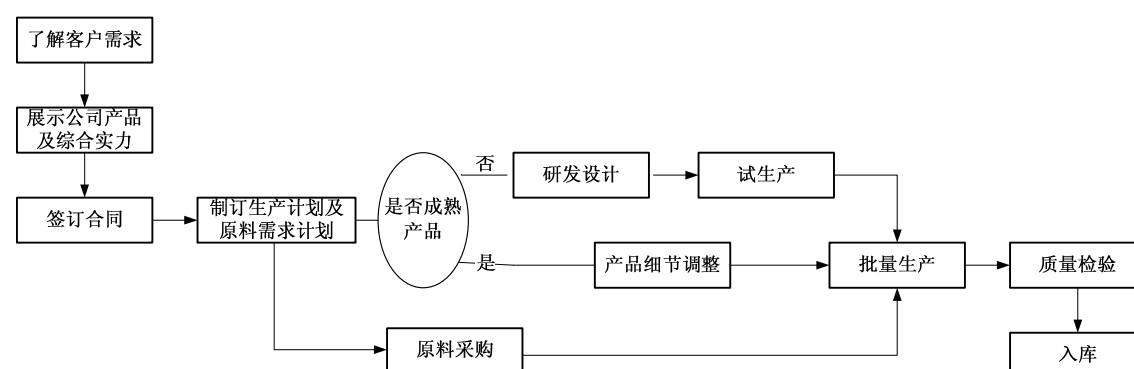 了解客户需求
展示公司产品
及综合实力
签订合同
制订生产计划及
原料需求计划
是否成熟
产品
否
研发设计
试生产
是
产品细节调整
批量生产
质量检验
原料采购
入库